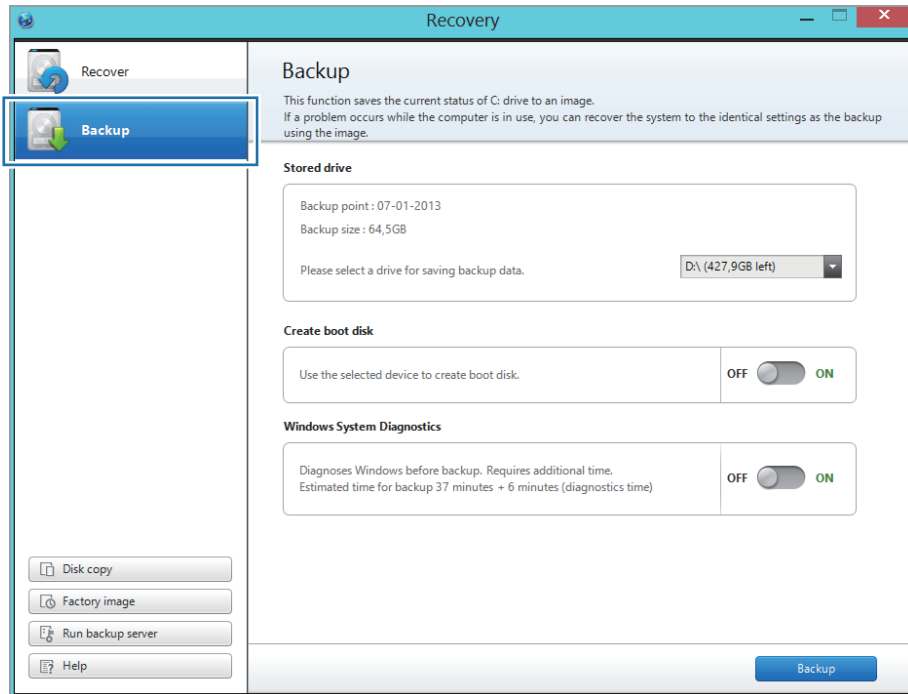 Recovery
Recover
Backup
Backup
This function saves the current status of C: drive to an image.
If a problem occurs while the computer is in use, you can recover the system to the identical settings as the backup
using the image.
Stored drive
Backup point : 07-01-2013
Backup size : 64,5GB
Please select a drive for saving backup data.
D:\ (427,9GB left)
Create boot disk
Use the selected device to create boot disk.
OFF ON
Windows System Diagnostics
Diagnoses Windows before backup. Requires additional time.
Estimated time for backup 37 minutes + 6 minutes (diagnostics time)
OFF ON
Disk copy
Factory image
Run backup server
Help
Backup